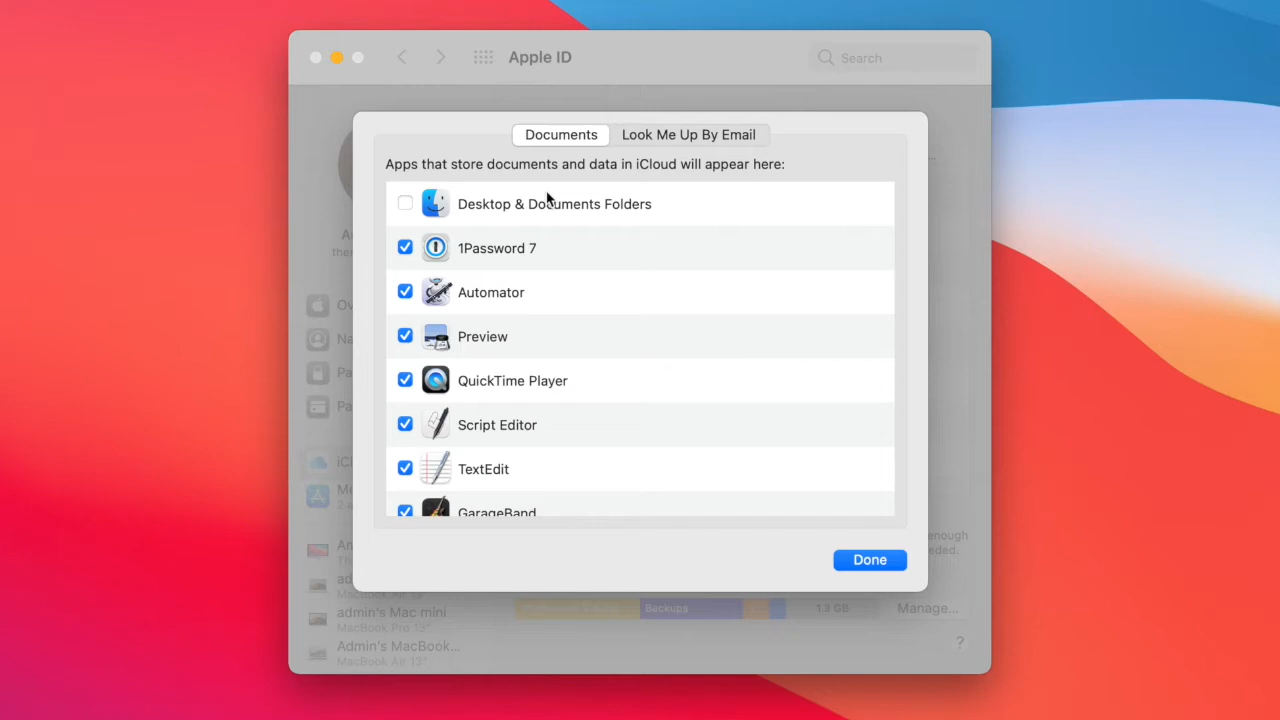 Apple ID
Search
Documents
Look Me Up By Email
Apps that store documents and data in iCloud will appear here:
Desktop & Documents Folders
1Password 7
Automator
Preview
QuickTime Player
Script Editor
TextEdit
GarageBand
Done
enough
Backups
1.3 GB
Manage...
admin's Mac mini
MacBook Pro 13"
Admin's MacBook...
MacBook Air 13"
?